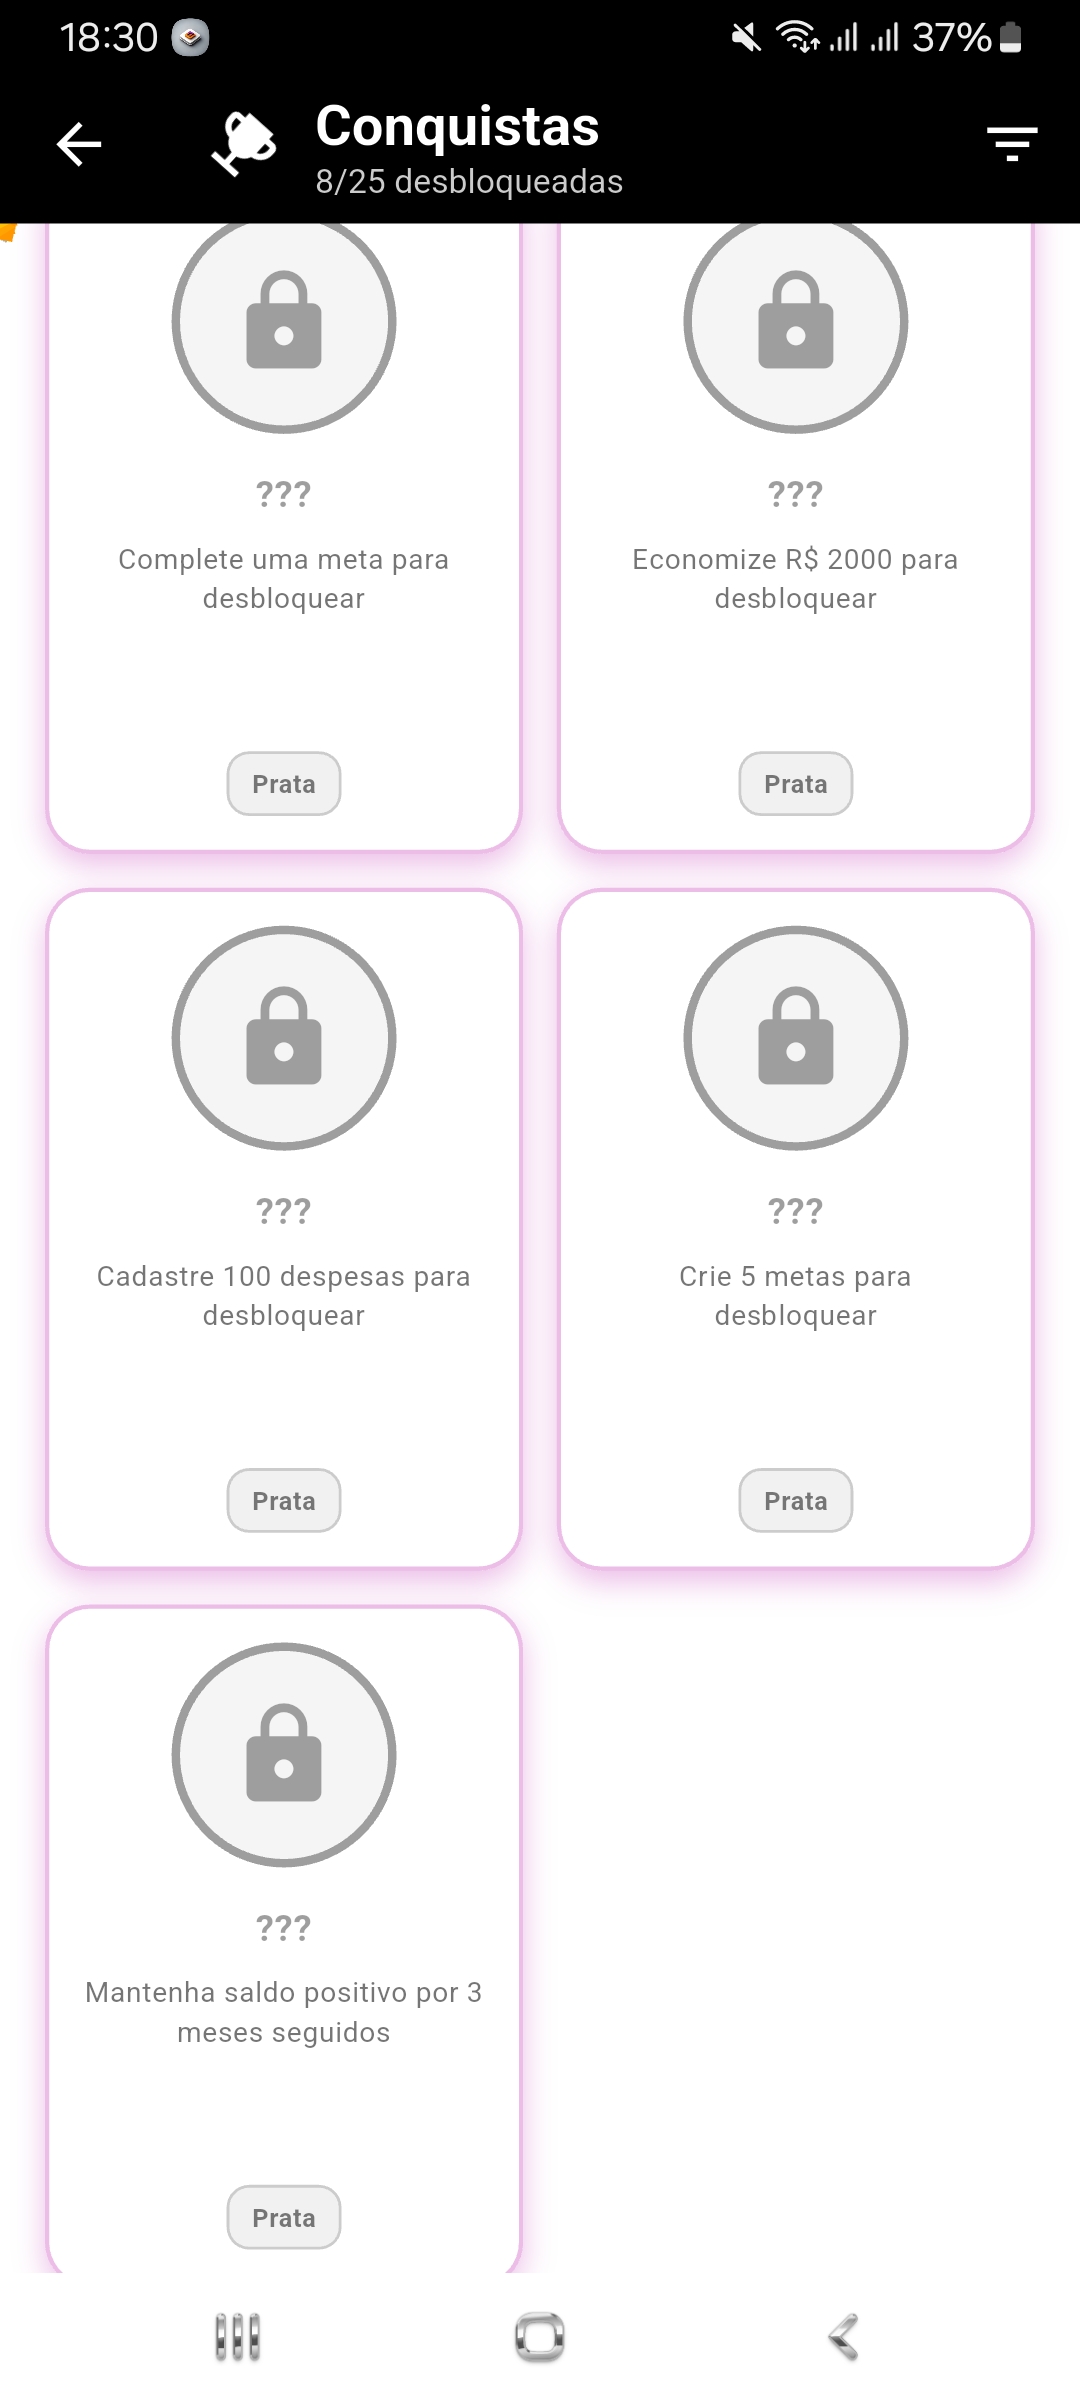 18:30
37%
Conquistas
8/25 desbloqueadas
???
Complete uma meta para
desbloquear
Prata
???
Economize R$ 2000 para
desbloquear
Prata
???
Cadastre 100 despesas para
desbloquear
Prata
???
Crie 5 metas para
desbloquear
Prata
???
Mantenha saldo positivo por 3
meses seguidos
Prata